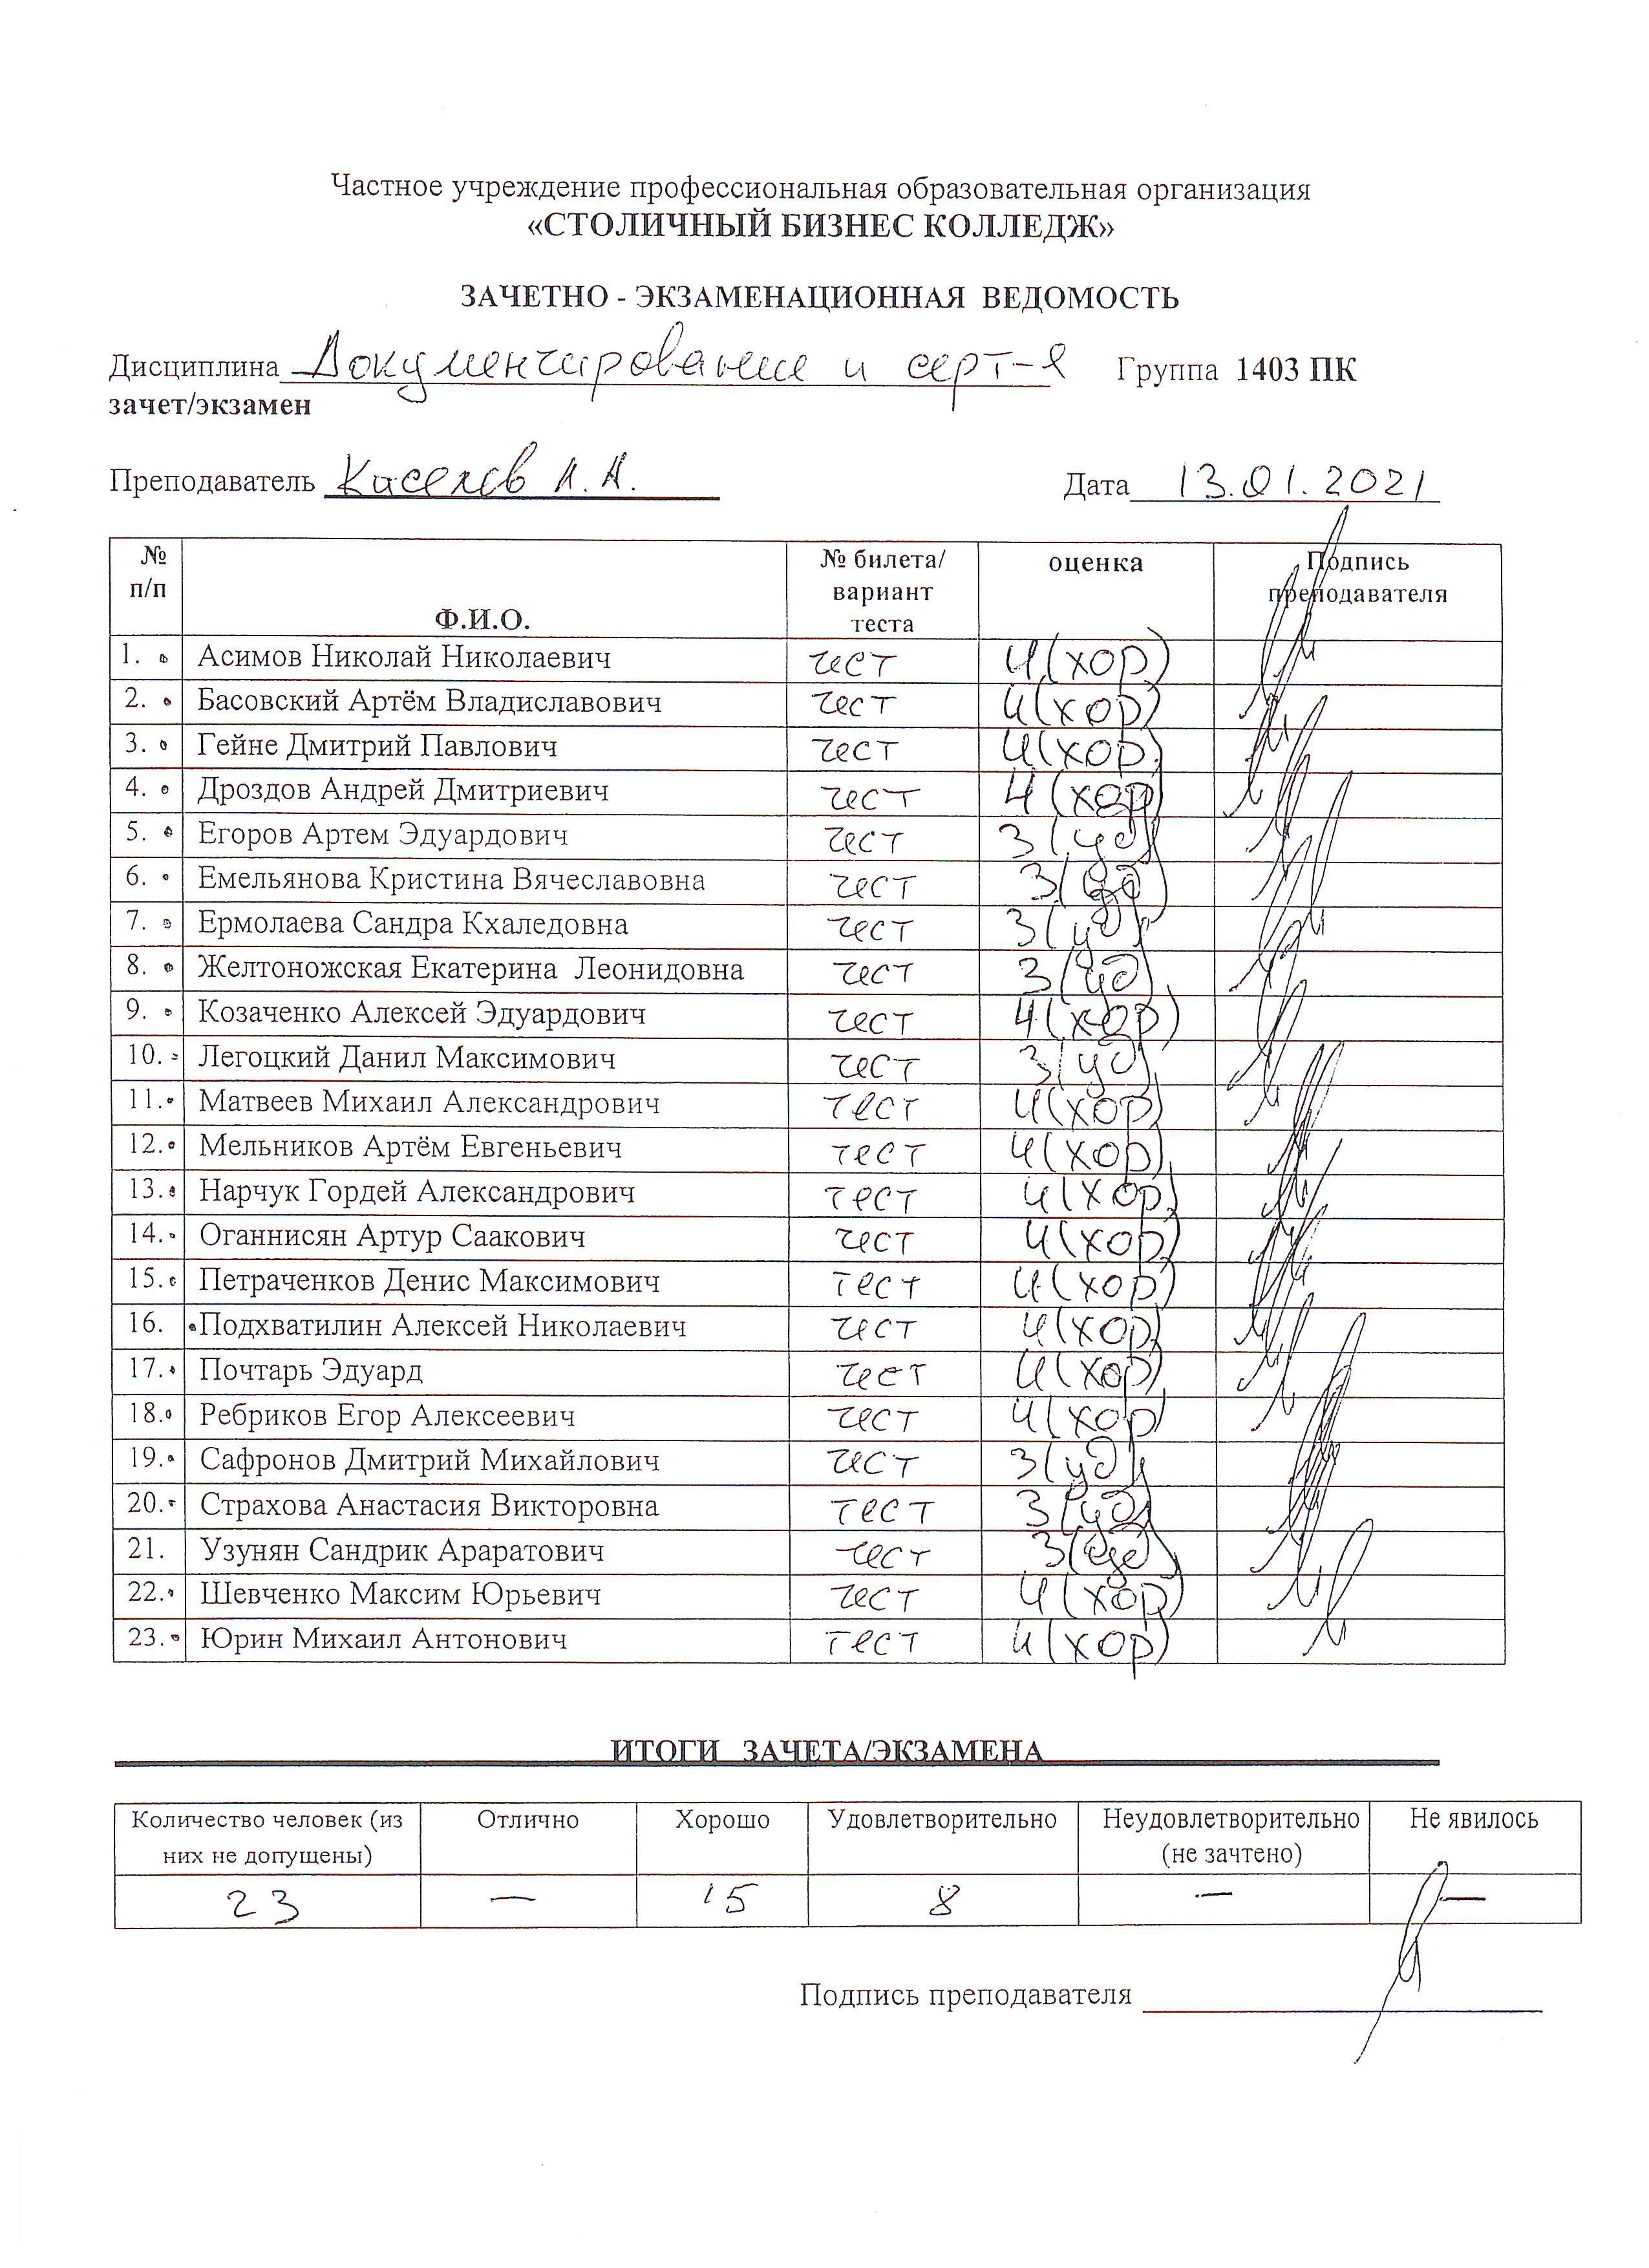 Частное учреждение профессиональная образовательная организация
«СТОЛИЧНЫЙ БИЗНЕС КОЛЛЕДЖ»
ЗАЧЕТНО - ЭКЗАМЕНАЦИОННАЯ ВЕДОМОСТЬ
Дисциплина Документирование и серт-я Группа 1403 ПК
зачет/экзамен
Преподаватель Киселев А.А. Дата 13.01.2021
№ п/п Ф.И.О. № билета/ вариант теста оценка Подпись преподавателя
1. Асимов Николай Николаевич тест 4(хор)
2. Басовский Артём Владиславович тест 4(хор)
3. Гейне Дмитрий Павлович тест 4(хор)
4. Дроздов Андрей Дмитриевич тест 4(хор)
5. Егоров Артем Эдуардович тест 3(уд)
6. Емельянова Кристина Вячеславовна тест 3(уд)
7. Ермолаева Сандра Кхаледовна тест 3(уд)
8. Желтоножская Екатерина Леонидовна тест 3(уд)
9. Козаченко Алексей Эдуардович тест 4(хор)
10. Легоцкий Данил Максимович тест 3(уд)
11. Матвеев Михаил Александрович тест 4(хор)
12. Мельников Артём Евгеньевич тест 4(хор)
13. Нарчук Гордей Александрович тест 4(хор)
14. Оганнисян Артур Саакович тест 4(хор)
15. Петраченков Денис Максимович тест 4(хор)
16. Подхватилин Алексей Николаевич тест 4(хор)
17. Почтарь Эдуард тест 4(хор)
18. Ребриков Егор Алексеевич тест 4(хор)
19. Сафронов Дмитрий Михайлович тест 3(уд)
20. Страхова Анастасия Викторовна тест 3(уд)
21. Узунян Сандрик Араратович тест 3(уд)
22. Шевченко Максим Юрьевич тест 4(хор)
23. Юрин Михаил Антонович тест 4(хор)
ИТОГИ ЗАЧЕТА/ЭКЗАМЕНА
Количество человек (из них не допущены) Отлично Хорошо Удовлетворительно Неудовлетворительно (не зачтено) Не явилось
23 — 15 8 — —
Подпись преподавателя